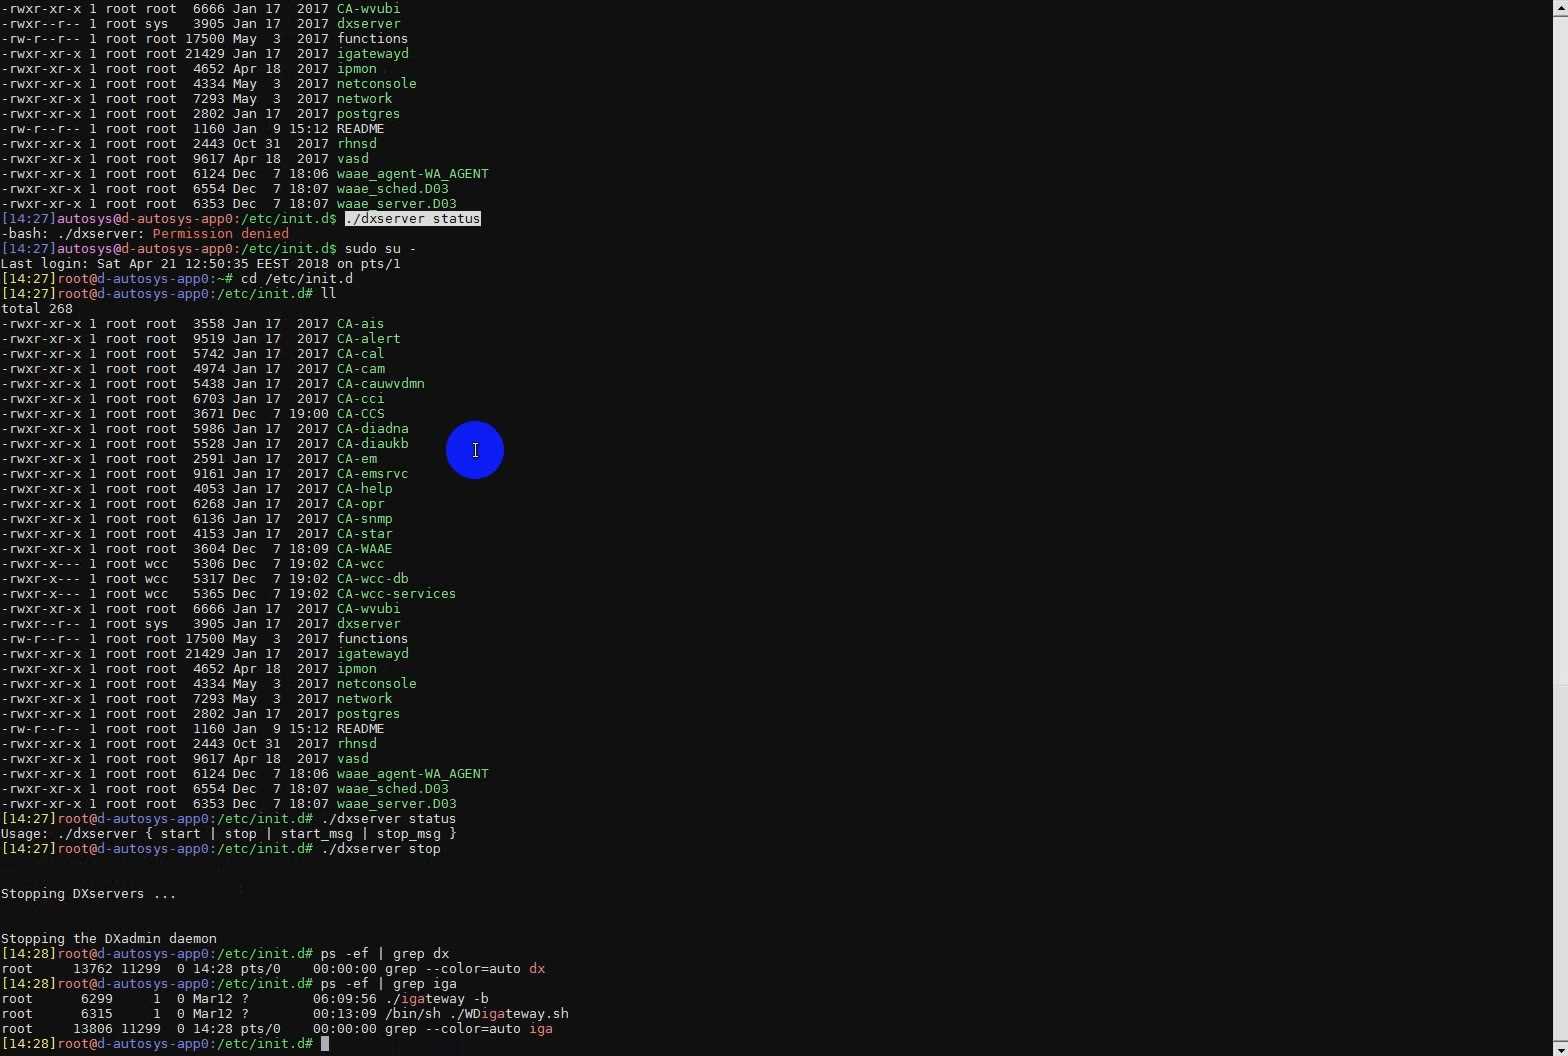 -rwxr-xr-x 1 root root  6666 Jan 17  2017 CA-wvubi
-rwxr--r-- 1 root sys   3905 Jan 17  2017 dxserver
-rw-r--r-- 1 root root 17500 May  3  2017 functions
-rwxr-xr-x 1 root root 21429 Jan 17  2017 igatewayd
-rwxr-xr-x 1 root root  4652 Apr 18  2017 ipmon
-rwxr-xr-x 1 root root  4334 May  3  2017 netconsole
-rwxr-xr-x 1 root root  7293 May  3  2017 network
-rwxr-xr-x 1 root root  2802 Jan 17  2017 postgres
-rw-r--r-- 1 root root  1160 Jan  9 15:12 README
-rwxr-xr-x 1 root root  2443 Oct 31  2017 rhnsd
-rwxr-xr-x 1 root root  9617 Apr 18  2017 vasd
-rwxr-xr-x 1 root root  6124 Dec  7 18:06 waae_agent-WA_AGENT
-rwxr-xr-x 1 root root  6554 Dec  7 18:07 waae_sched.D03
-rwxr-xr-x 1 root root  6353 Dec  7 18:07 waae_server.D03
[14:27]autosys@d-autosys-app0:/etc/init.d$ ./dxserver status
-bash: ./dxserver: Permission denied
[14:27]autosys@d-autosys-app0:/etc/init.d$ sudo su -
Last login: Sat Apr 21 12:50:35 EEST 2018 on pts/1
[14:27]root@d-autosys-app0:~# cd /etc/init.d
[14:27]root@d-autosys-app0:/etc/init.d# ll
total 268
-rwxr-xr-x 1 root root  3558 Jan 17  2017 CA-ais
-rwxr-xr-x 1 root root  9519 Jan 17  2017 CA-alert
-rwxr-xr-x 1 root root  5742 Jan 17  2017 CA-cal
-rwxr-xr-x 1 root root  4974 Jan 17  2017 CA-cam
-rwxr-xr-x 1 root root  5438 Jan 17  2017 CA-cauwvdmn
-rwxr-xr-x 1 root root  6703 Jan 17  2017 CA-cci
-rwxr-xr-x 1 root root  3671 Dec  7 19:00 CA-CCS
-rwxr-xr-x 1 root root  5986 Jan 17  2017 CA-diadna
-rwxr-xr-x 1 root root  5528 Jan 17  2017 CA-diaukb
-rwxr-xr-x 1 root root  2591 Jan 17  2017 CA-em
-rwxr-xr-x 1 root root  9161 Jan 17  2017 CA-emsrvc
-rwxr-xr-x 1 root root  4053 Jan 17  2017 CA-help
-rwxr-xr-x 1 root root  6268 Jan 17  2017 CA-opr
-rwxr-xr-x 1 root root  6136 Jan 17  2017 CA-snmp
-rwxr-xr-x 1 root root  4153 Jan 17  2017 CA-star
-rwxr-xr-x 1 root root  3604 Dec  7 18:09 CA-WAAE
-rwxr-x--- 1 root wcc   5306 Dec  7 19:02 CA-wcc
-rwxr-x--- 1 root wcc   5317 Dec  7 19:02 CA-wcc-db
-rwxr-x--- 1 root wcc   5365 Dec  7 19:02 CA-wcc-services
-rwxr-xr-x 1 root root  6666 Jan 17  2017 CA-wvubi
-rwxr--r-- 1 root sys   3905 Jan 17  2017 dxserver
-rw-r--r-- 1 root root 17500 May  3  2017 functions
-rwxr-xr-x 1 root root 21429 Jan 17  2017 igatewayd
-rwxr-xr-x 1 root root  4652 Apr 18  2017 ipmon
-rwxr-xr-x 1 root root  4334 May  3  2017 netconsole
-rwxr-xr-x 1 root root  7293 May  3  2017 network
-rwxr-xr-x 1 root root  2802 Jan 17  2017 postgres
-rw-r--r-- 1 root root  1160 Jan  9 15:12 README
-rwxr-xr-x 1 root root  2443 Oct 31  2017 rhnsd
-rwxr-xr-x 1 root root  9617 Apr 18  2017 vasd
-rwxr-xr-x 1 root root  6124 Dec  7 18:06 waae_agent-WA_AGENT
-rwxr-xr-x 1 root root  6554 Dec  7 18:07 waae_sched.D03
-rwxr-xr-x 1 root root  6353 Dec  7 18:07 waae_server.D03
[14:27]root@d-autosys-app0:/etc/init.d# ./dxserver status
Usage: ./dxserver { start | stop | start_msg | stop_msg }
[14:27]root@d-autosys-app0:/etc/init.d# ./dxserver stop
Stopping DXservers ...
Stopping the DXadmin daemon
[14:28]root@d-autosys-app0:/etc/init.d# ps -ef | grep dx
root     13762 11299  0 14:28 pts/0    00:00:00 grep --color=auto dx
[14:28]root@d-autosys-app0:/etc/init.d# ps -ef | grep iga
root      6299     1  0 Mar12 ?        06:09:56 ./igateway -b
root      6315     1  0 Mar12 ?        00:13:09 /bin/sh ./WDigateway.sh
root     13806 11299  0 14:28 pts/0    00:00:00 grep --color=auto iga
[14:28]root@d-autosys-app0:/etc/init.d#